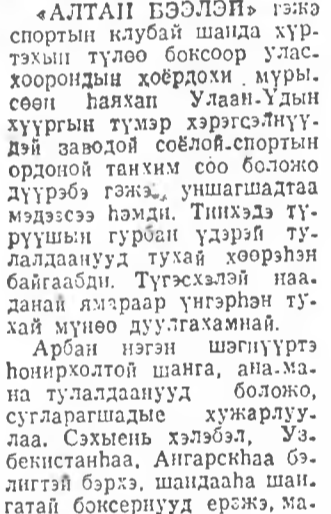 «АЛТАН БЭЭЛЭЙ» гэжэ
спортын клубай шанда хүр-
тэхын түлөө боксоор улас-
хоорондын хоёрдохи мүры-
сөөн һаяхан Улаан-Үдын
хүүргын түмэр хэрэгсэлнүү-
дэй заводой соёлой-спортын
ордоной танхим соо боложо
дүүрэбэ гэжэ, уншагшадтаа
мэдээсээ һэмди. Тиихэдэ тү-
рүүшын гурбан үдэрэй ту-
лалдаанууд тухай хөөрэһэн
байгаабди. Түгэсхэлэй наа-
данай ямараар үнгэрһэн ту-
хай мүнөө дуулгахамнай.
Арбан нэгэн шэгнүүртэ
һонирхолтой шанга, ана-ма-
на тулалдаанууд боложо,
сугларагшадые хужарлуу-
лаа. Сэхыень хэлэбэл, Уз-
бекистанһаа, Ангарскһаа бэ-
лигтэй бэрхэ, шандааһа шан-
гатай боксернууд ерэжэ, ма-